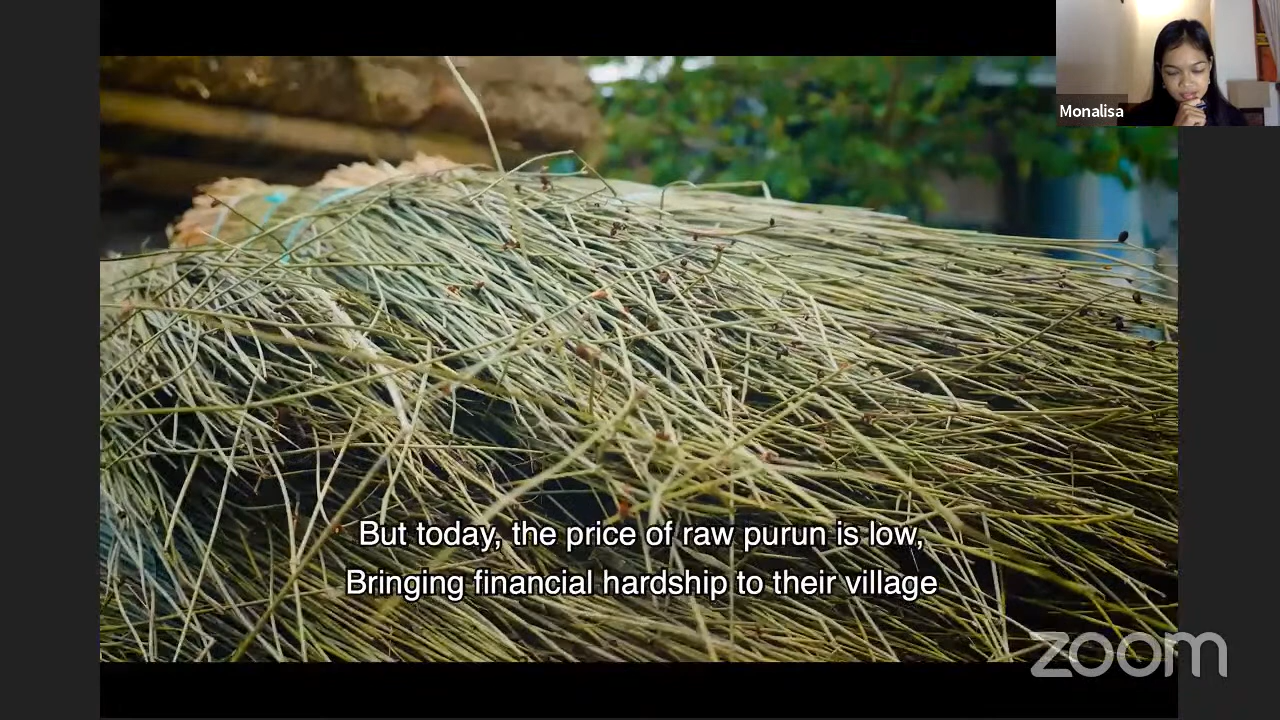 Monalisa
But today, the price of raw purun is low,
Bringing financial hardship to their village
zoom